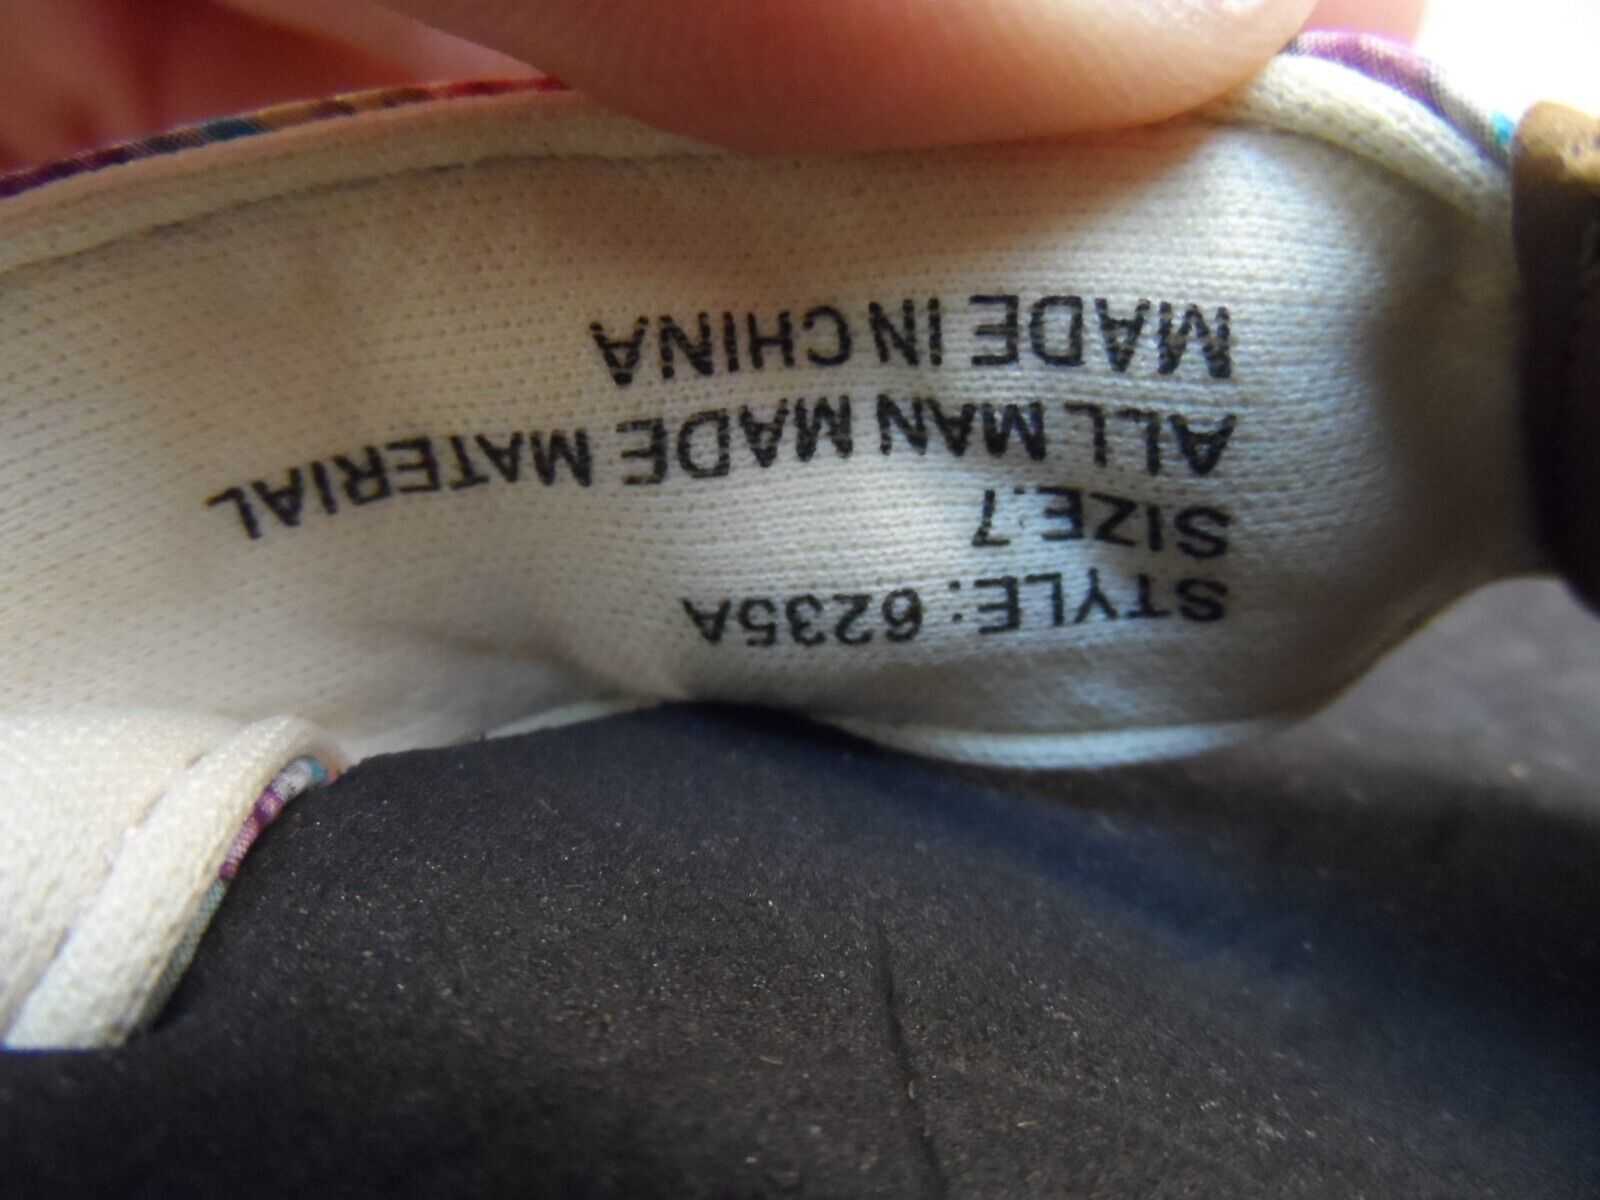 STYLE: 6235A
SIZE:7
ALL MAN MADE MATERIAL
MADE IN CHINA